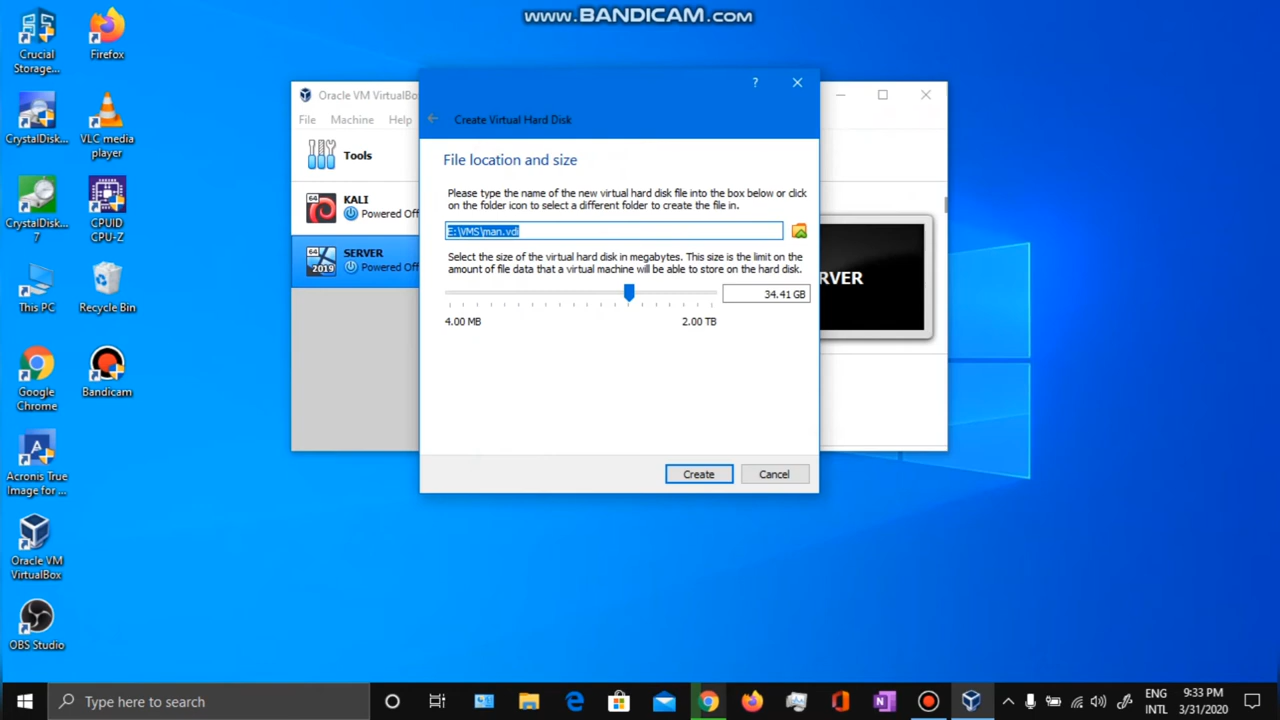 www.BANDICAM.com
Crucial
Storage...
Firefox
CrystalDisk...
VLC media
player
CrystalDisk...
7
CPUID
CPU-Z
This PC
Recycle Bin
Google
Chrome
Bandicam
Acronis True
Image for ...
Oracle VM
VirtualBox
OBS Studio
Oracle VM VirtualBo
File Machine Help
Tools
64
KALI
Powered Off
64
2019
SERVER
Powered Off
RVER
?
Create Virtual Hard Disk
File location and size
Please type the name of the new virtual hard disk file into the box below or click
on the folder icon to select a different folder to create the file in.
E:\VMS\man.vdi
Select the size of the virtual hard disk in megabytes. This size is the limit on the
amount of file data that a virtual machine will be able to store on the hard disk.
34.41 GB
4.00 MB 2.00 TB
Create Cancel
Type here to search
ENG
INTL
9:33 PM
3/31/2020